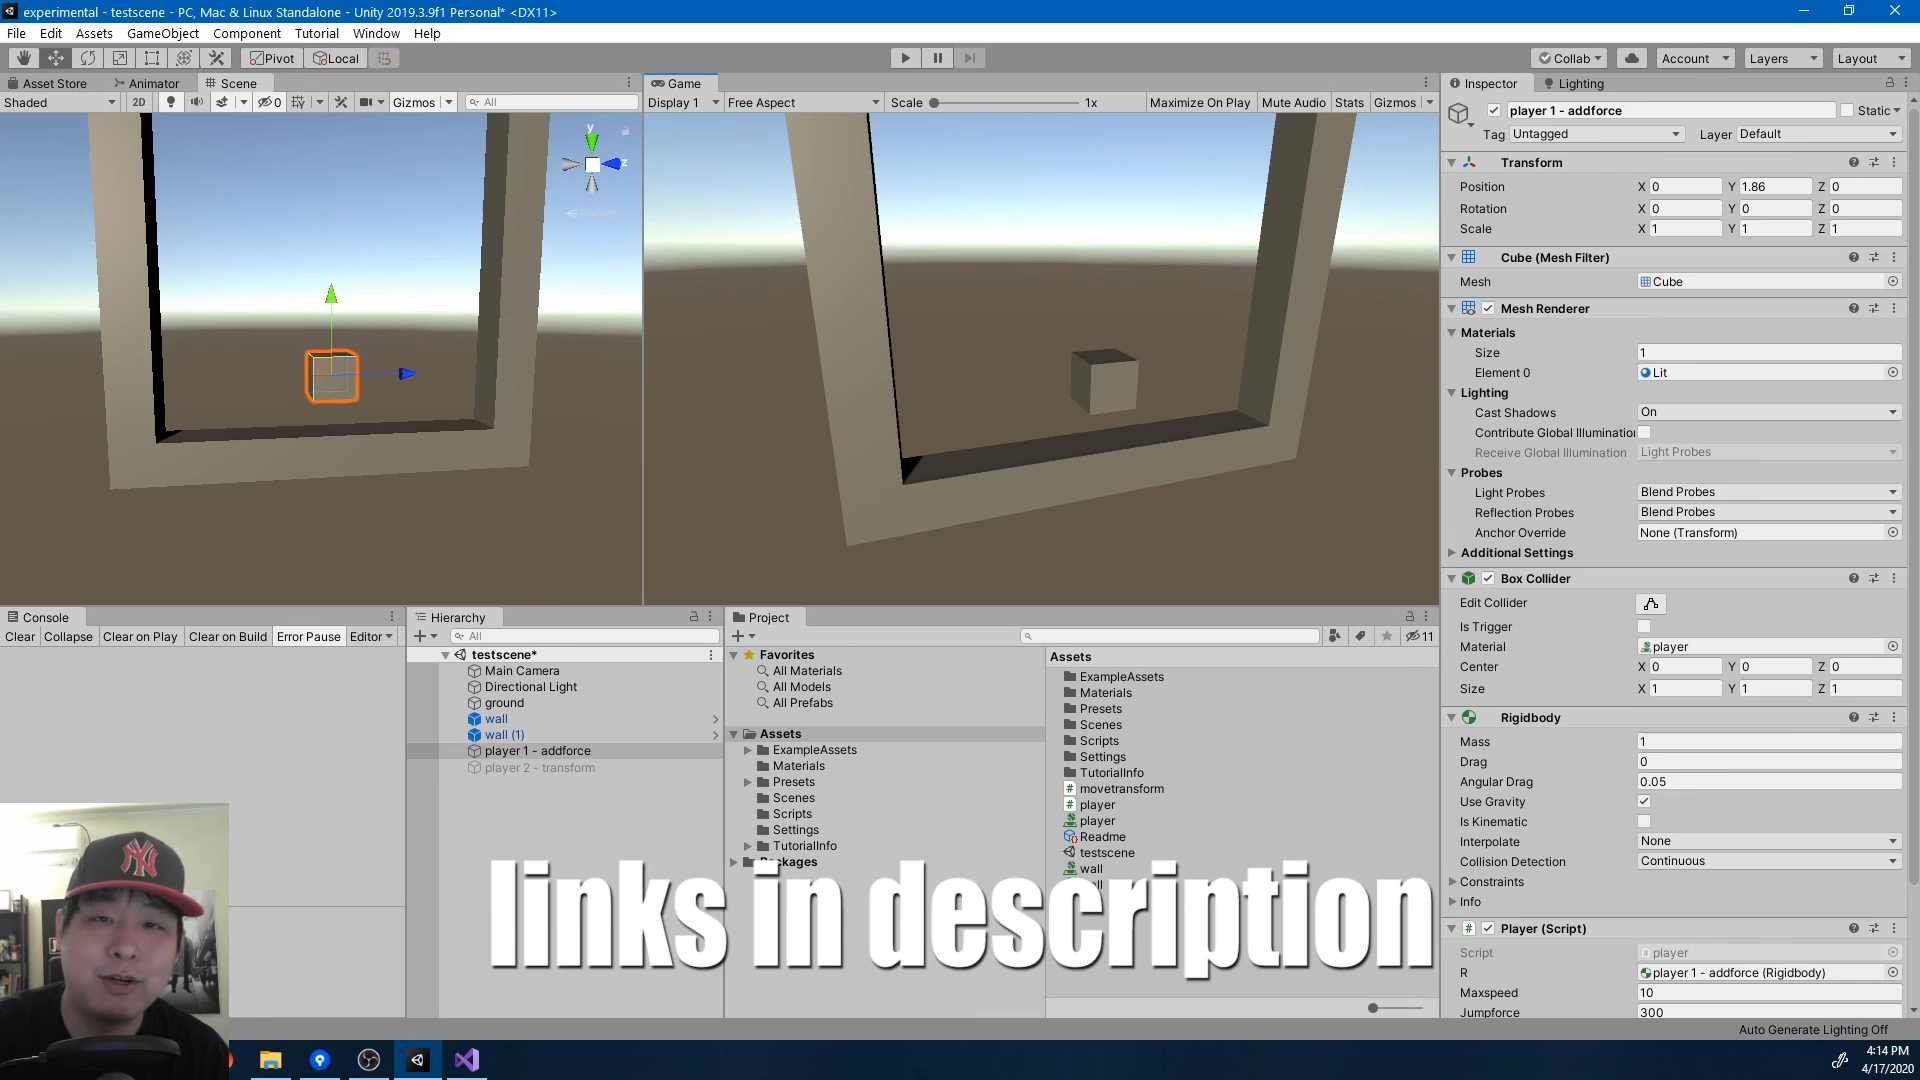 experimental - testscene - PC, Mac & Linux Standalone - Unity 2019.3.9f1 Personal* <DX11>
File Edit Assets GameObject Component Tutorial Window Help
Pivot Local
Collab Account Layers Layout
Asset Store Animator Scene
Shaded 2D 0 Gizmos All
y
z
Game
Display 1 Free Aspect Scale 1x Maximize On Play Mute Audio Stats Gizmos
Inspector Lighting
player 1 - addforce Static
Tag Untagged Layer Default
Transform
Position X 0 Y 1.86 Z 0
Rotation X 0 Y 0 Z 0
Scale X 1 Y 1 Z 1
Cube (Mesh Filter)
Mesh Cube
Mesh Renderer
Materials
Size 1
Element 0 Lit
Lighting
Cast Shadows On
Contribute Global Illuminatior
Receive Global Illumination Light Probes
Probes
Light Probes Blend Probes
Reflection Probes Blend Probes
Anchor Override None (Transform)
Additional Settings
Box Collider
Edit Collider
Is Trigger
Material player
Center X 0 Y 0 Z 0
Size X 1 Y 1 Z 1
Rigidbody
Mass 1
Drag 0
Angular Drag 0.05
Use Gravity
Is Kinematic
Interpolate None
Collision Detection Continuous
Constraints
Info
Player (Script)
Script player
R player 1 - addforce (Rigidbody)
Maxspeed 10
Jumpforce 300
Console
Clear Collapse Clear on Play Clear on Build Error Pause Editor
Hierarchy
All
testscene*
Main Camera
Directional Light
ground
wall
wall (1)
player 1 - addforce
player 2 - transform
Project
11
Favorites
All Materials
All Models
All Prefabs
Assets
ExampleAssets
Materials
Presets
Scenes
Scripts
Settings
TutorialInfo
Packages
Assets
ExampleAssets
Materials
Presets
Scenes
Scripts
Settings
TutorialInfo
movetransform
player
player
Readme
testscene
wall
links in description
Auto Generate Lighting Off
4:14 PM
4/17/2020